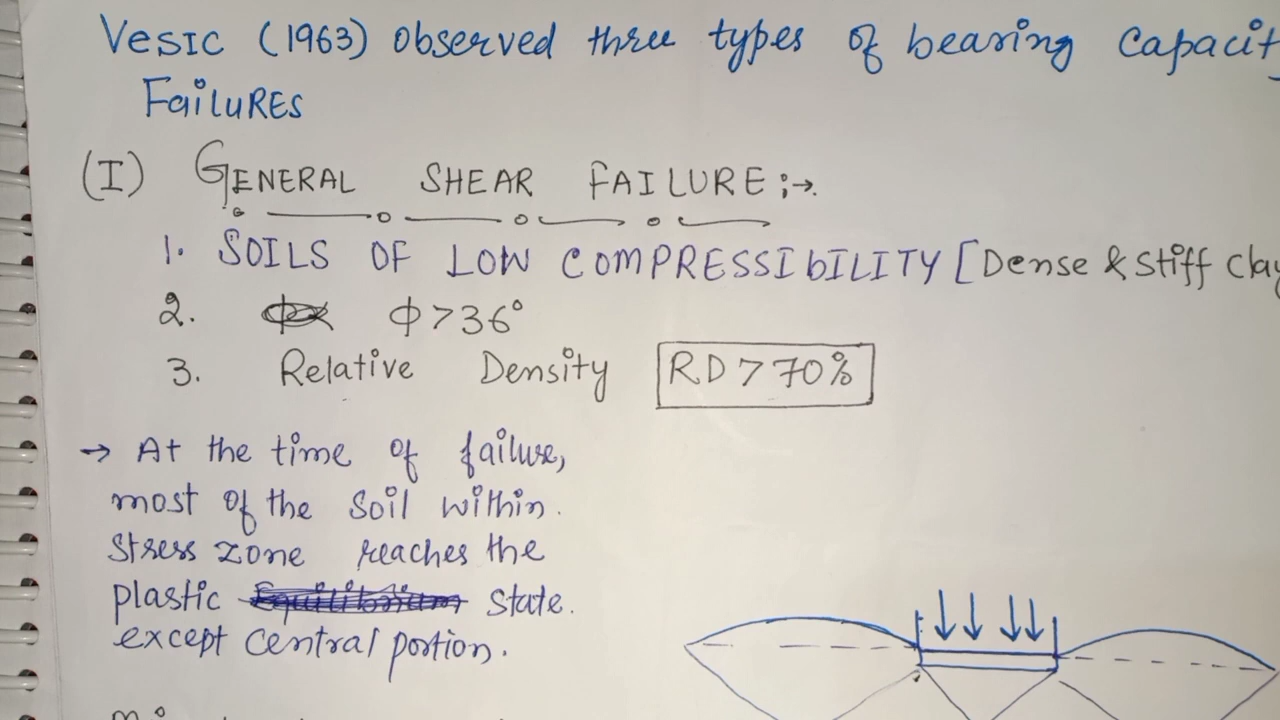 Vesic (1963) Observed three types of bearing Capacit
Failures
(I) GENERAL SHEAR FAILURE :→.
1. SOILS OF LOW COMPRESSIbILITY [Dense & Stiff Clay
2. ϕ>36°
3. Relative Density RD>70%
→ At the time of failure,
most of the Soil within.
Stress zone reaches the
plastic Equilibrium State.
except Central portion.